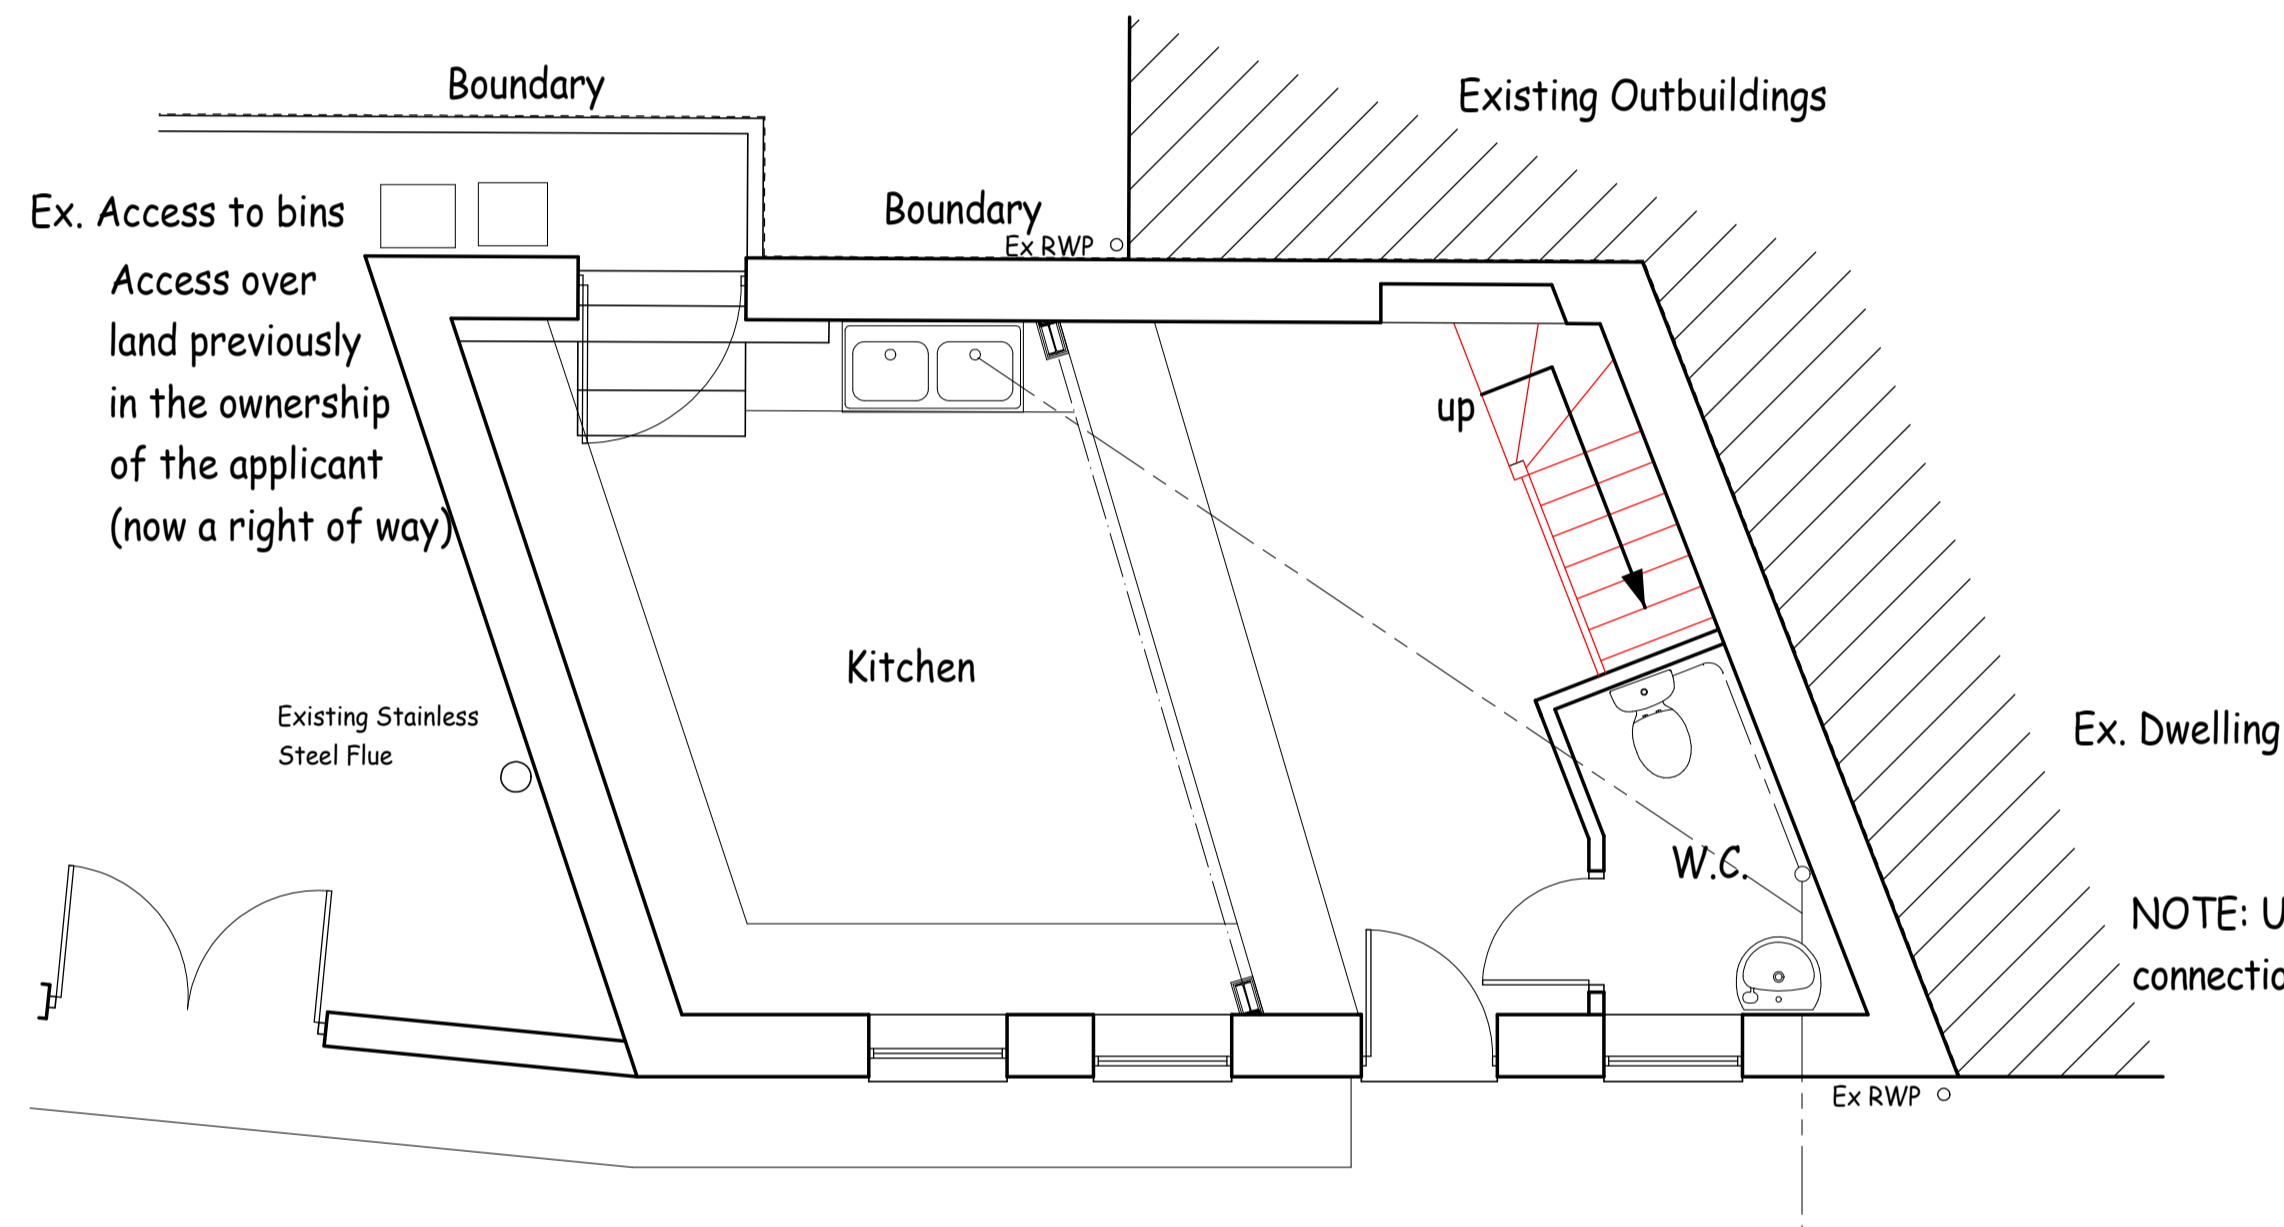 Boundary
Existing Outbuildings
Ex. Access to bins
Boundary
Ex RWP
Access over
land previously
in the ownership
of the applicant
(now a right of way)
up
Kitchen
Existing Stainless
Steel Flue
Ex. Dwelling
W.C.
NOTE: U
connectio
Ex RWP